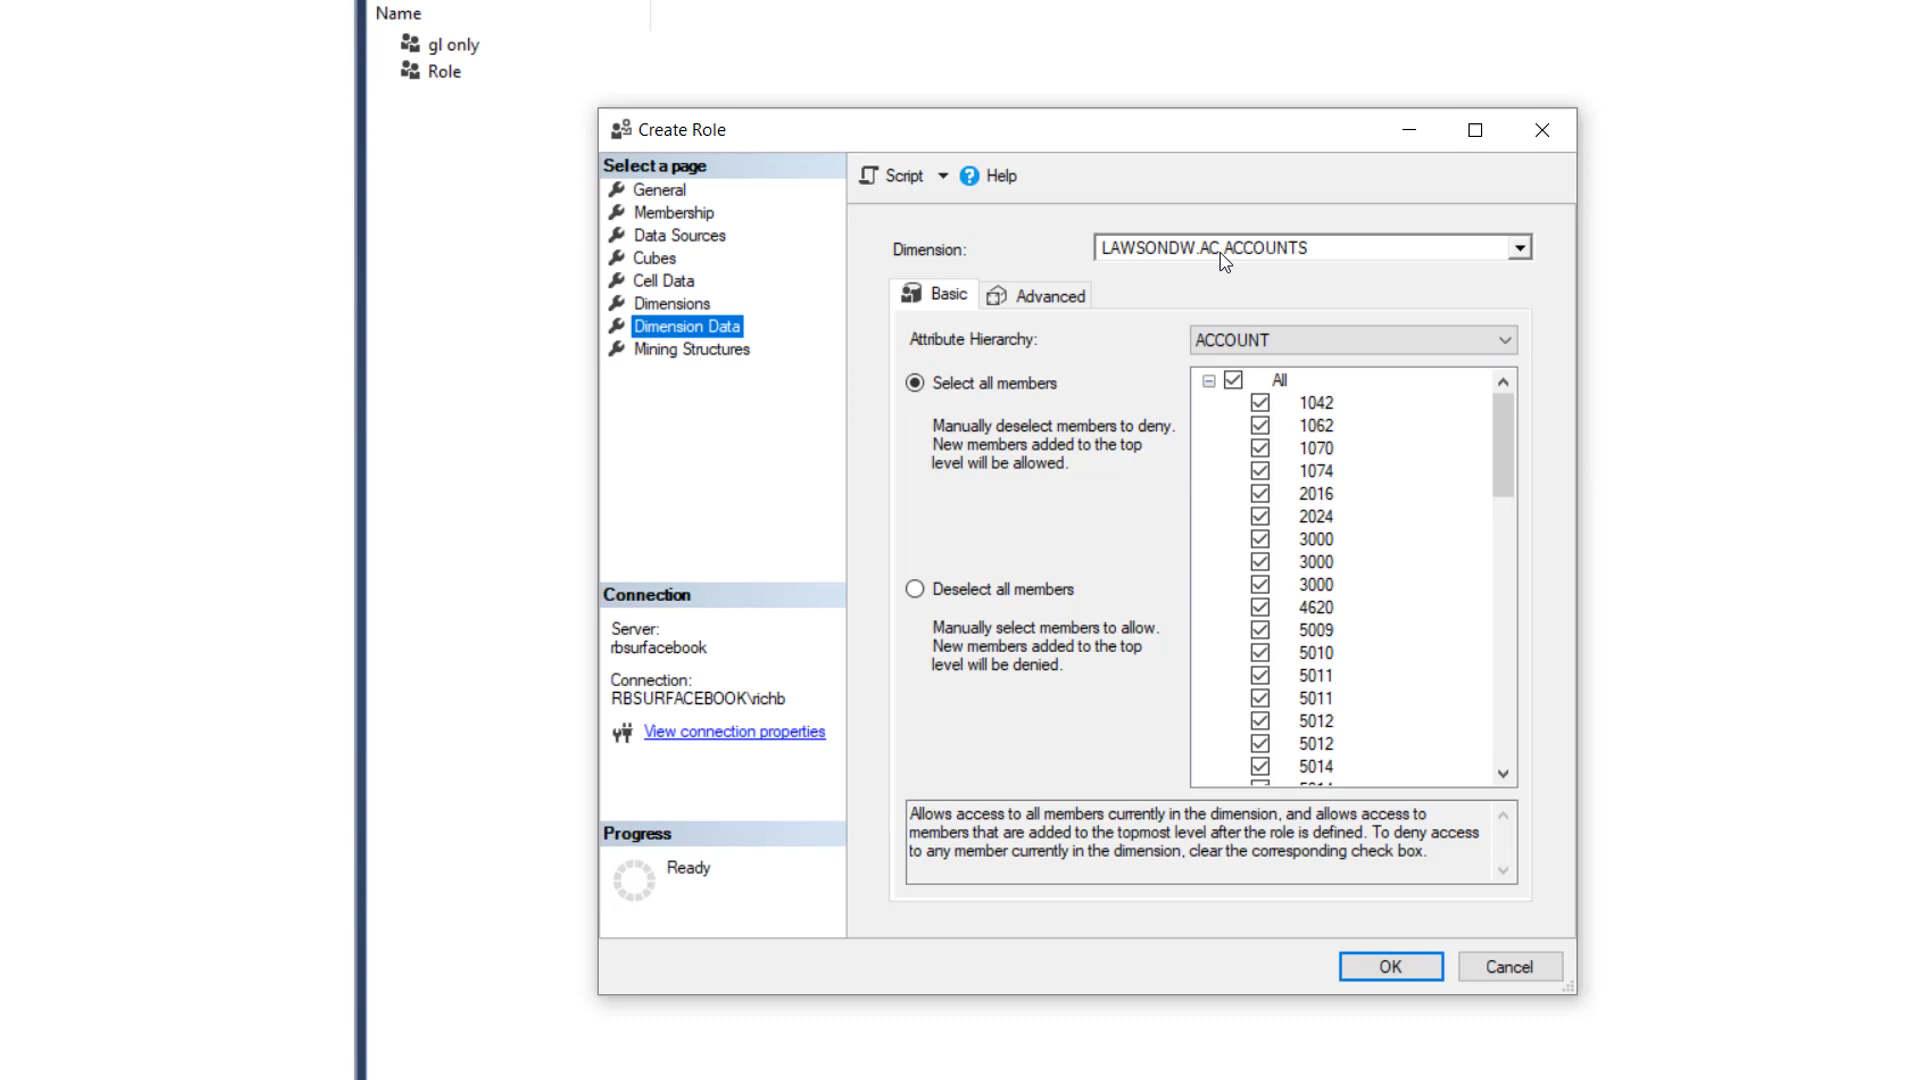 Name
gl only
Role
Create Role
Select a page
General
Membership
Data Sources
Cubes
Cell Data
Dimensions
Dimension Data
Mining Structures
Connection
Server:
rbsurfacebook
Connection:
RBSURFACEBOOK\richb
View connection properties
Progress
Ready
Script
Help
Dimension:
LAWSONDW.AC ACCOUNTS
Basic
Advanced
Attribute Hierarchy:
ACCOUNT
Select all members
Manually deselect members to deny.
New members added to the top
level will be allowed.
Deselect all members
Manually select members to allow.
New members added to the top
level will be denied.
All
1042
1062
1070
1074
2016
2024
3000
3000
3000
4620
5009
5010
5011
5011
5012
5012
5014
Allows access to all members currently in the dimension, and allows access to
members that are added to the topmost level after the role is defined. To deny access
to any member currently in the dimension, clear the corresponding check box.
OK
Cancel